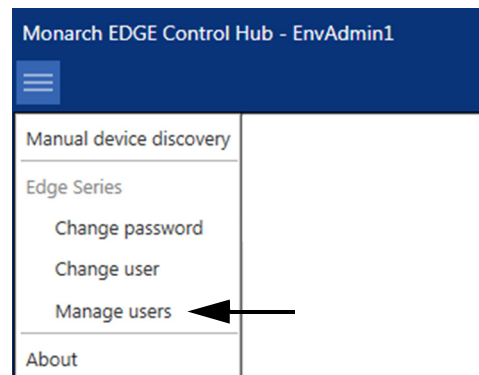 Monarch EDGE Control Hub - EnvAdmin1
Manual device discovery
Edge Series
Change password
Change user
Manage users
About